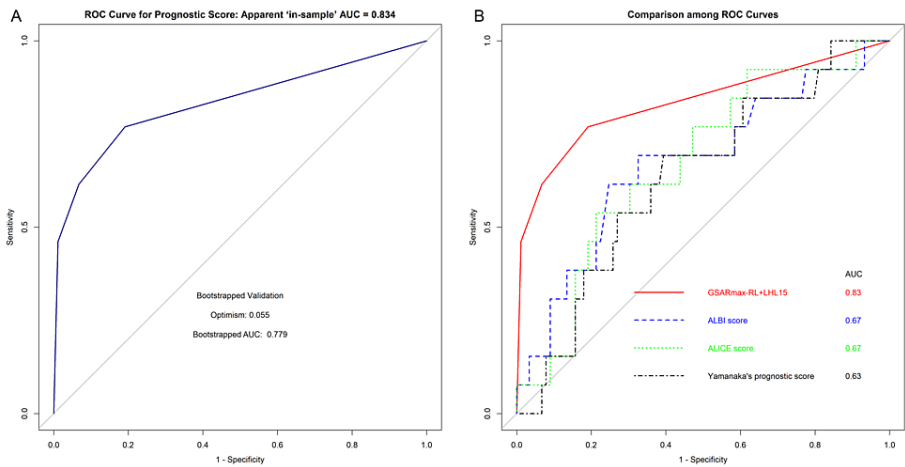 A
ROC Curve for Prognostic Score: Apparent ‘in-sample’ AUC = 0.834
1.0
0.5
0.0
Sensitivity
Bootstrapped Validation
Optimism: 0.055
Bootstrapped AUC: 0.779
0.0 0.2 0.4 0.6 0.8 1.0
1 - Specificity
B
Comparison among ROC Curves
1.0
0.5
0.0
Sensitivity
AUC
GSARmax-RL+LHL15 0.83
ALBI score 0.67
ALICE score 0.67
Yamanaka's prognostic score 0.63
0.0 0.2 0.4 0.6 0.8 1.0
1 - Specificity